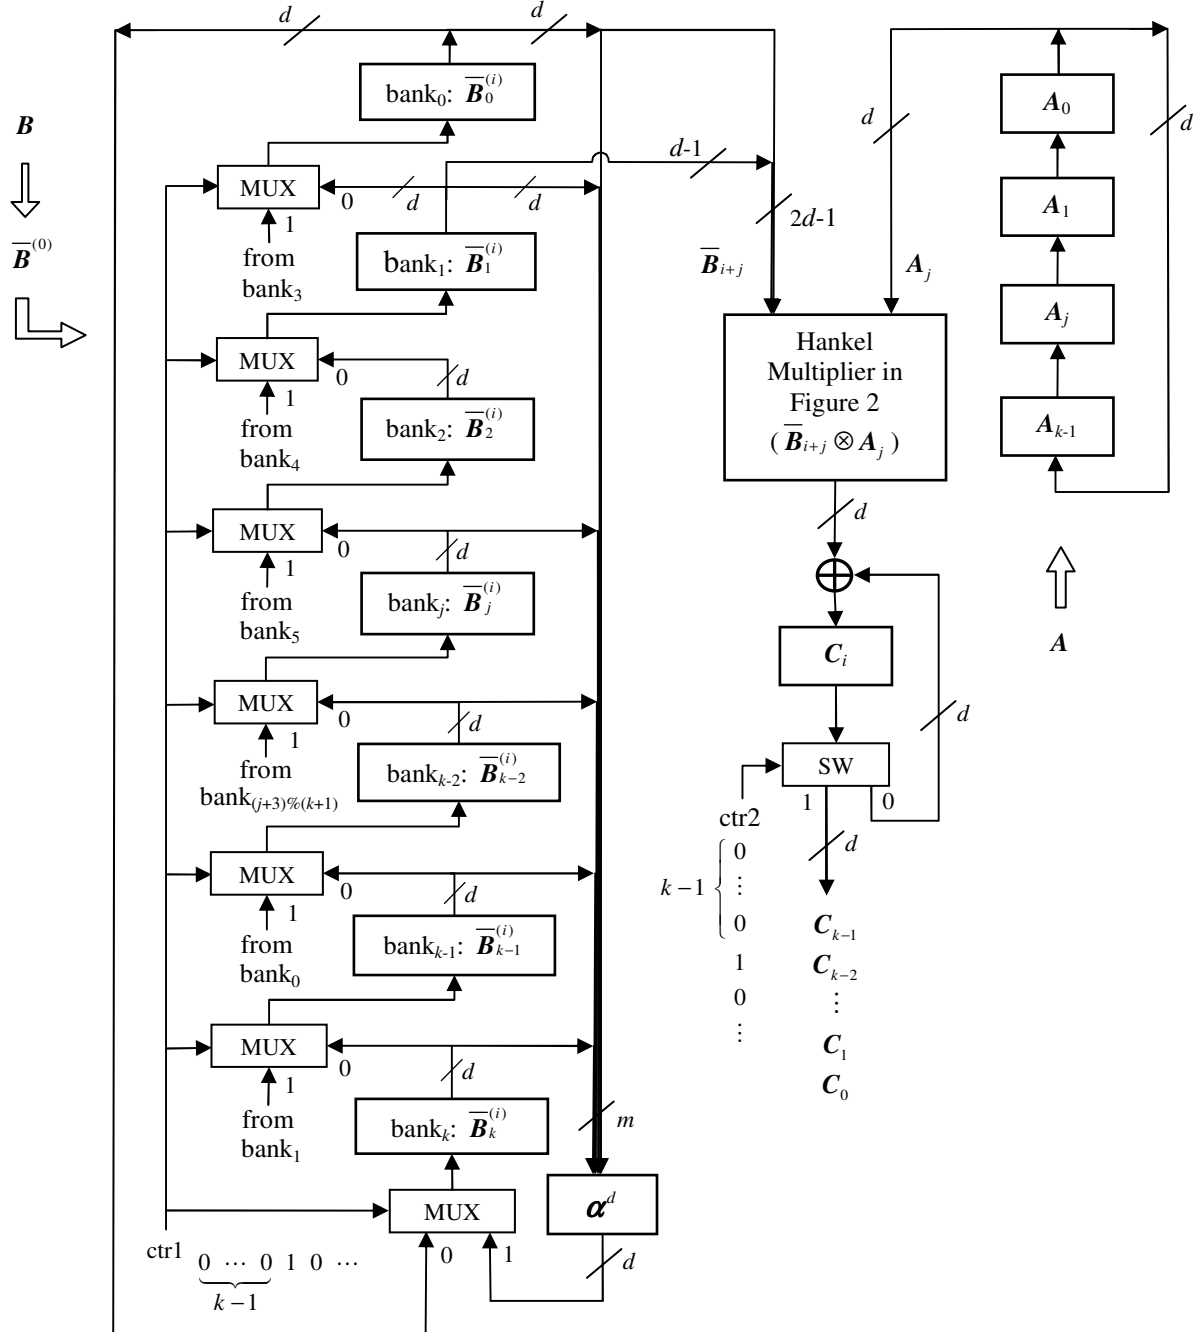 d
d
bank₀: B̅₀⁽ⁱ⁾
B
MUX
0
d
d
1
from
bank₃
B̅⁽⁰⁾
bank₁: B̅₁⁽ⁱ⁾
MUX
0
d
1
from
bank₄
bank₂: B̅₂⁽ⁱ⁾
MUX
0
d
1
from
bank₅
bankⱼ: B̅ⱼ⁽ⁱ⁾
MUX
0
d
1
from
bank₍ⱼ₊₃₎%₍ₖ₊₁₎
bankₖ₋₂: B̅ₖ₋₂⁽ⁱ⁾
MUX
0
d
1
from
bank₀
bankₖ₋₁: B̅ₖ₋₁⁽ⁱ⁾
MUX
0
d
1
from
bank₁
bankₖ: B̅ₖ⁽ⁱ⁾
m
MUX
0
1
αᵈ
d
ctr1
0 ⋯ 0 1 0 ⋯
k − 1
d-1
2d-1
B̅ᵢ₊ⱼ
d
Aⱼ
Hankel
Multiplier in
Figure 2
( B̅ᵢ₊ⱼ ⊗ Aⱼ )
d
Cᵢ
d
SW
1
0
d
ctr2
k − 1
0
⋮
0
1
0
⋮
Cₖ₋₁
Cₖ₋₂
⋮
C₁
C₀
d
A₀
A₁
Aⱼ
Aₖ₋₁
A